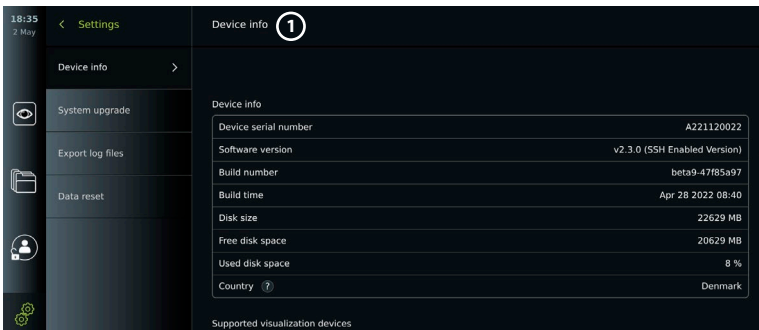 18:35
2 May
Settings
Device info
1
Device info
System upgrade
Export log files
Data reset
Device info
Device serial number A221120022
Software version v2.3.0 (SSH Enabled Version)
Build number beta9-47f85a97
Build time Apr 28 2022 08:40
Disk size 22629 MB
Free disk space 20629 MB
Used disk space 8 %
Country ? Denmark
Supported visualization devices